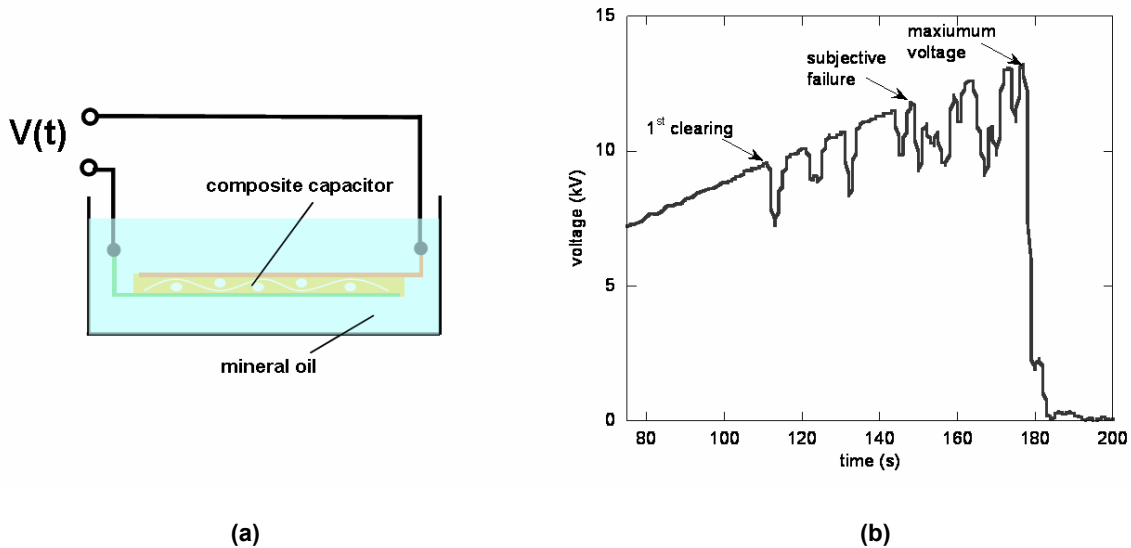 V(t)
composite capacitor
mineral oil
(a)
15
10
5
0
voltage (kV)
1st clearing
subjective
failure
maxiumum
voltage
80
100
120
140
160
180
200
time (s)
(b)